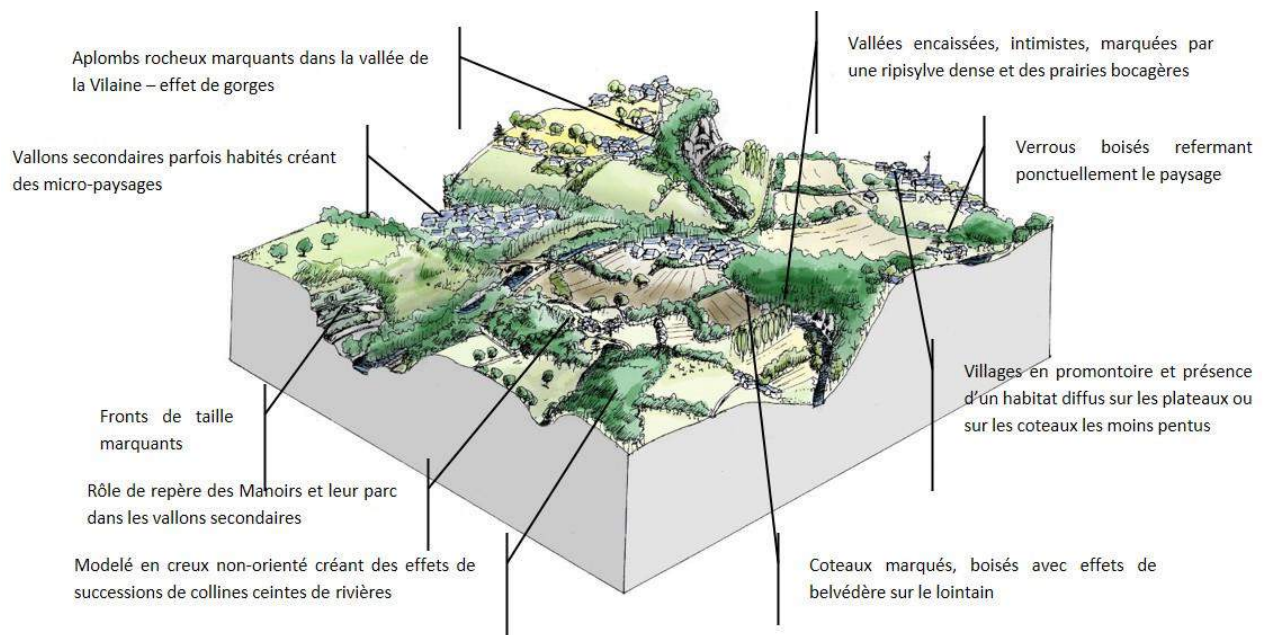 Aplombs rocheux marquants dans la vallée de
la Vilaine – effet de gorges
Vallées encaissées, intimistes, marquées par
une ripisylve dense et des prairies bocagères
Vallons secondaires parfois habités créant
des micro-paysages
Verrous boisés refermant
ponctuellement le paysage
Fronts de taille
marquants
Villages en promontoire et présence
d’un habitat diffus sur les plateaux ou
sur les coteaux les moins pentus
Rôle de repère des Manoirs et leur parc
dans les vallons secondaires
Modelé en creux non-orienté créant des effets de
successions de collines ceintes de rivières
Coteaux marqués, boisés avec effets de
belvédère sur le lointain